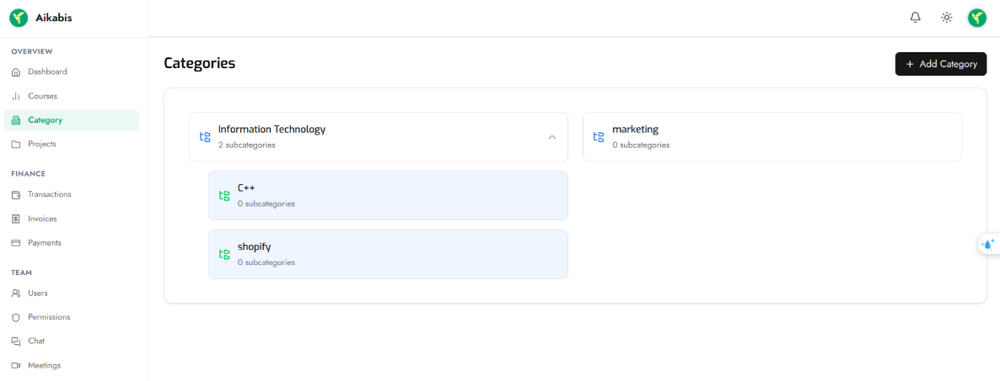 Aikabis
OVERVIEW
Dashboard
Courses
Category
Projects
FINANCE
Transactions
Invoices
Payments
TEAM
Users
Permissions
Chat
Meetings
Categories
+ Add Category
Information Technology
2 subcategories
C++
0 subcategories
shopify
0 subcategories
marketing
0 subcategories